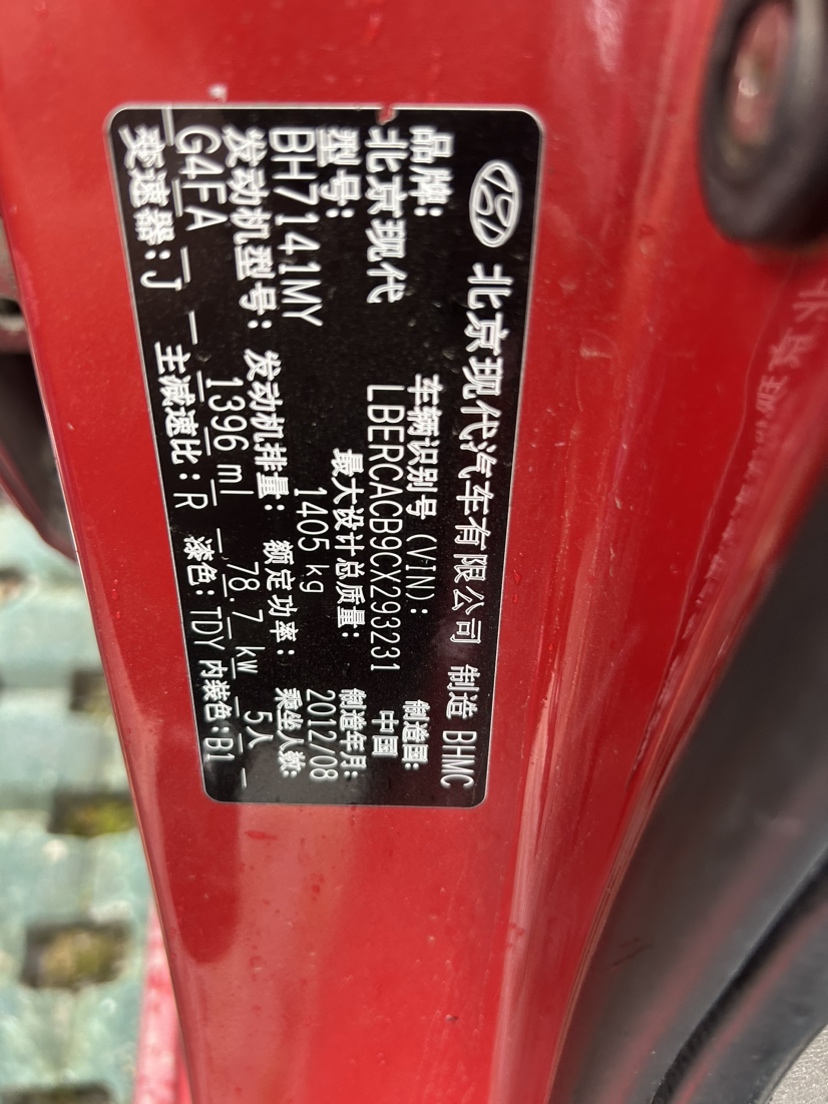 北京现代汽车有限公司 制造 BHMC
品牌: 车辆识别号(VIN): 制造国:
北京现代 LBERCACB9CX293231 中国
型号: 最大设计总质量: 制造年月:
BH7141MY 1405 kg 2012/08
发动机型号: 发动机排量: 额定功率: 乘坐人数:
G4FA 1396 ml 78.7 kw 5人
变速器:J 主减速比:R 漆色:TDY 内装色:B1